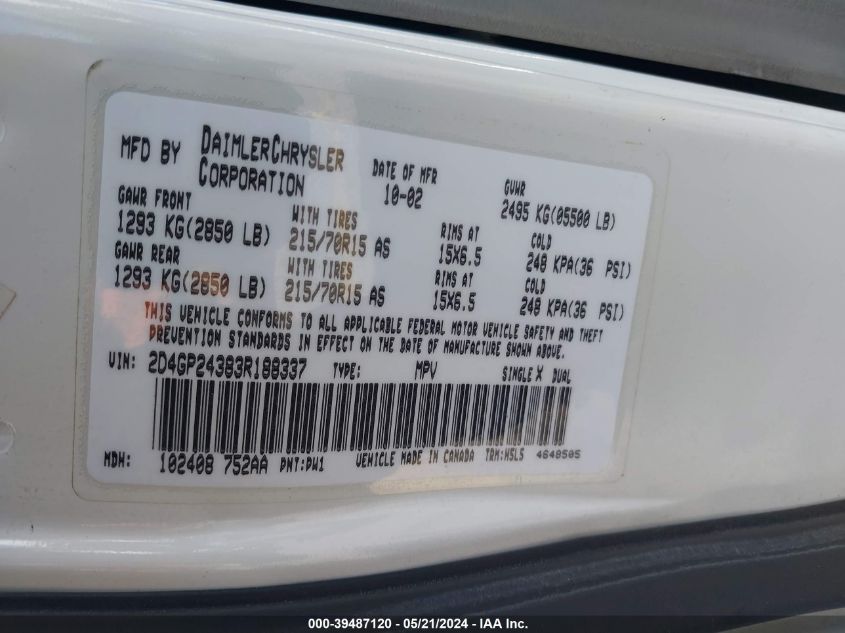 MFD BY DAIMLERCHRYSLER CORPORATION DATE OF MFR 10-02 GVWR 2495 KG(05500 LB)
GAWR FRONT WITH TIRES RIMS AT COLD
1293 KG(2850 LB) 215/70R15 AS 15X6.5 248 KPA(36 PSI)
GAWR REAR WITH TIRES RIMS AT COLD
1293 KG(2850 LB) 215/70R15 AS 15X6.5 248 KPA(36 PSI)
THIS VEHICLE CONFORMS TO ALL APPLICABLE FEDERAL MOTOR VEHICLE SAFETY AND THEFT
PREVENTION STANDARDS IN EFFECT ON THE DATE OF MANUFACTURE SHOWN ABOVE.
VIN: 2D4GP24383R188337 TYPE: MPV SINGLE X DUAL
MDH: 102408 752AA PNT:PW1 VEHICLE MADE IN CANADA TRM:H5L5 4648505
000-39487120 — 05/21/2024 — IAAI.com